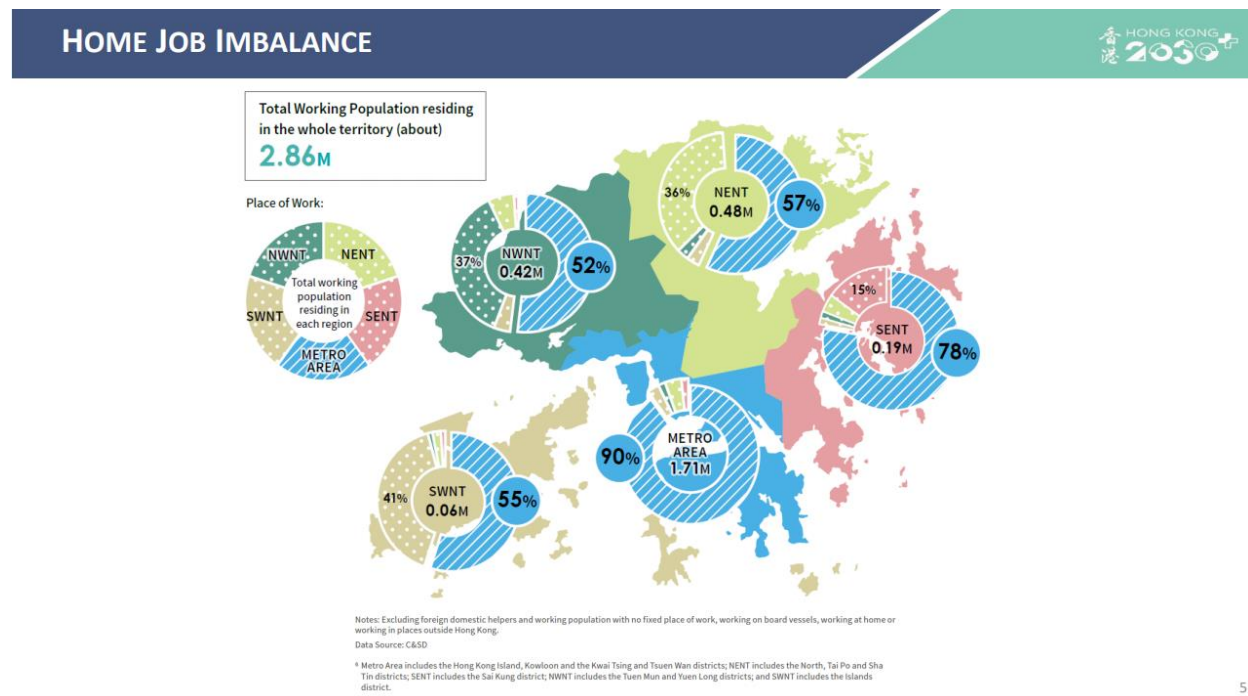 HOME JOB IMBALANCE
香港 HONG KONG
2030+
Total Working Population residing
in the whole territory (about)
2.86M
Place of Work:
NWNT
NENT
SWNT
SENT
METRO
AREA
Total working
population
residing in
each region
36%
NENT
0.48M
57%
37%
NWNT
0.42M
52%
15%
SENT
0.19M
78%
90%
METRO
AREA
1.71M
41%
SWNT
0.06M
55%
Notes: Excluding foreign domestic helpers and working population with no fixed place of work, working on board vessels, working at home or
working in places outside Hong Kong.
Data Source: C&SD
⁶ Metro Area includes the Hong Kong Island, Kowloon and the Kwai Tsing and Tsuen Wan districts; NENT includes the North, Tai Po and Sha
Tin districts; SENT includes the Sai Kung district; NWNT includes the Tuen Mun and Yuen Long districts; and SWNT includes the Islands
district.
5